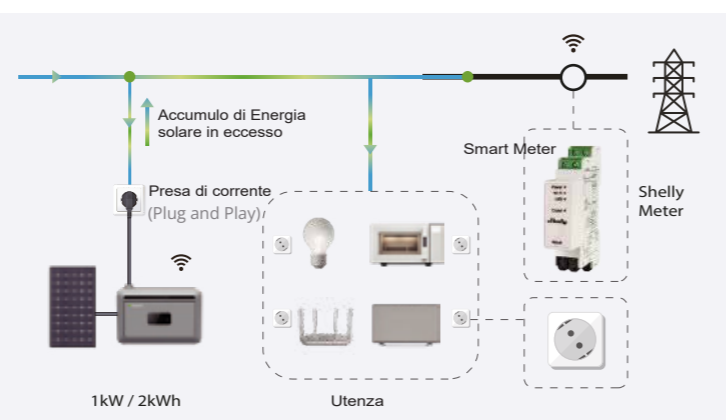 Accumulo di Energia
solare in eccesso
Smart Meter
Presa di corrente
(Plug and Play)
Shelly
Meter
1kW / 2kWh
Utenza